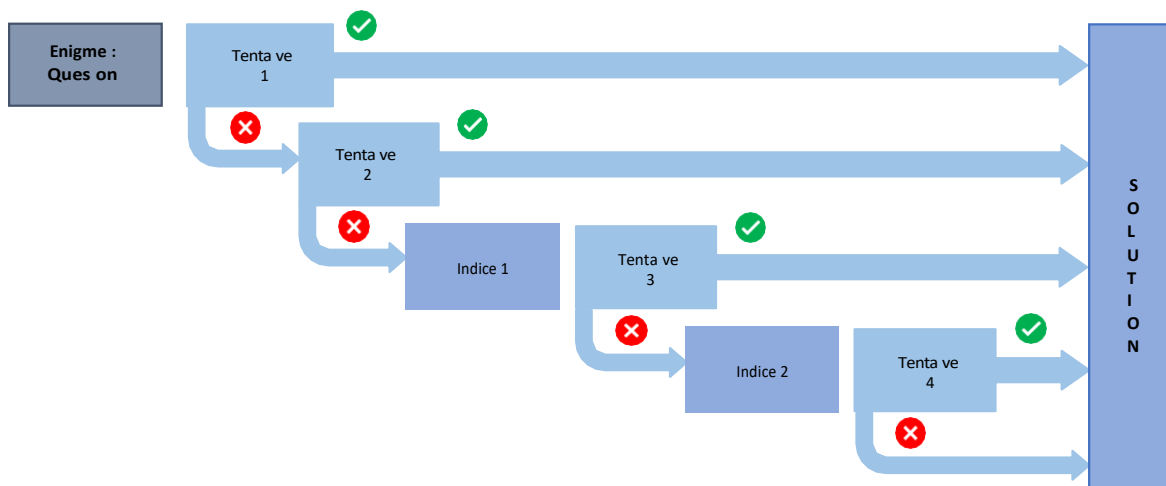 Enigme :
Ques on
Tenta ve
1
Tenta ve
2
Indice 1
Tenta ve
3
Indice 2
Tenta ve
4
S
O
L
U
T
I
O
N